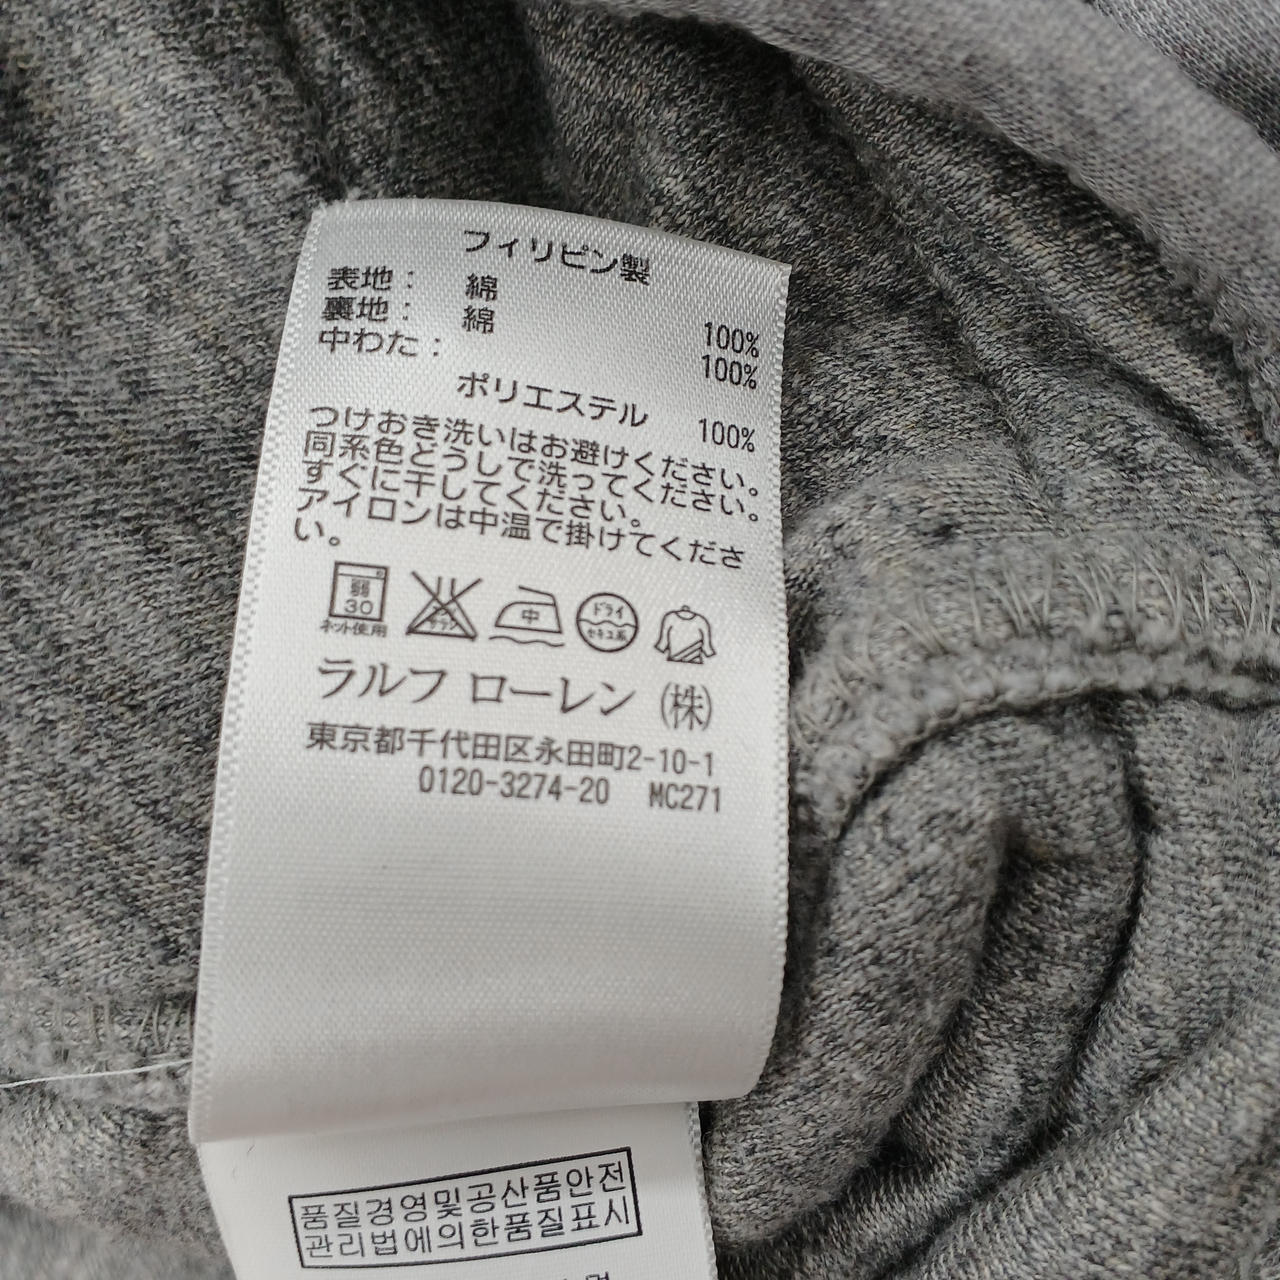 フィリピン製
表地： 綿 100%
裏地： 綿 100%
中わた：
ポリエステル 100%
つけおき洗いはお避けください。
同系色どうしで洗ってください。
すぐに干してください。
アイロンは中温で掛けてくださ
い。
弱
30
ネット使用
中
ドライ
セキユ系
ラルフ ローレン（株）
東京都千代田区永田町2-10-1
0120-3274-20 MC271
품질경영및공산품안전
관리법에의한품질표시